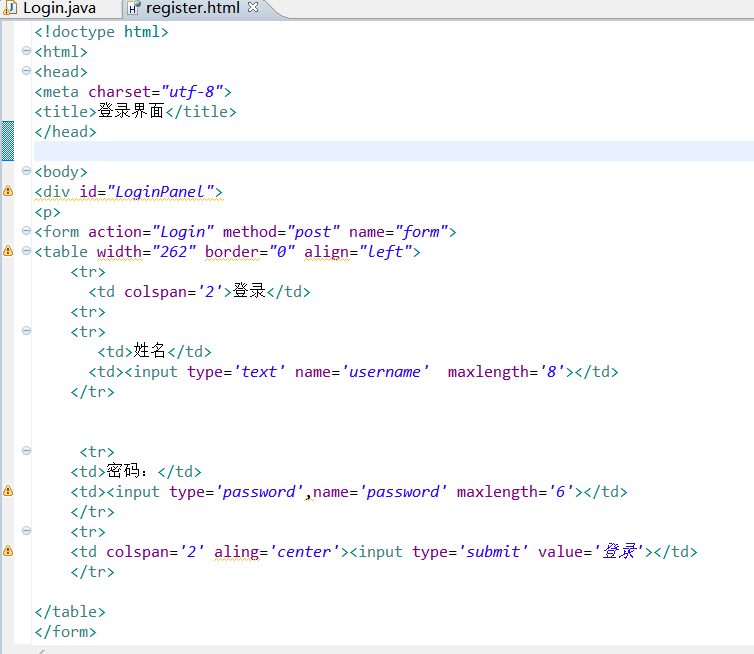 Login.java register.html
<!doctype html>
<html>
<head>
<meta charset="utf-8">
<title>登录界面</title>
</head>
<body>
<div id="LoginPanel">
<p>
<form action="Login" method="post" name="form">
<table width="262" border="0" align="left">
<tr>
<td colspan='2'>登录</td>
<tr>
<tr>
<td>姓名</td>
<td><input type='text' name='username'  maxlength='8'></td>
</tr>
<tr>
<td>密码：</td>
<td><input type='password',name='password' maxlength='6'></td>
</tr>
<tr>
<td colspan='2' aling='center'><input type='submit' value='登录'></td>
</tr>
</table>
</form>